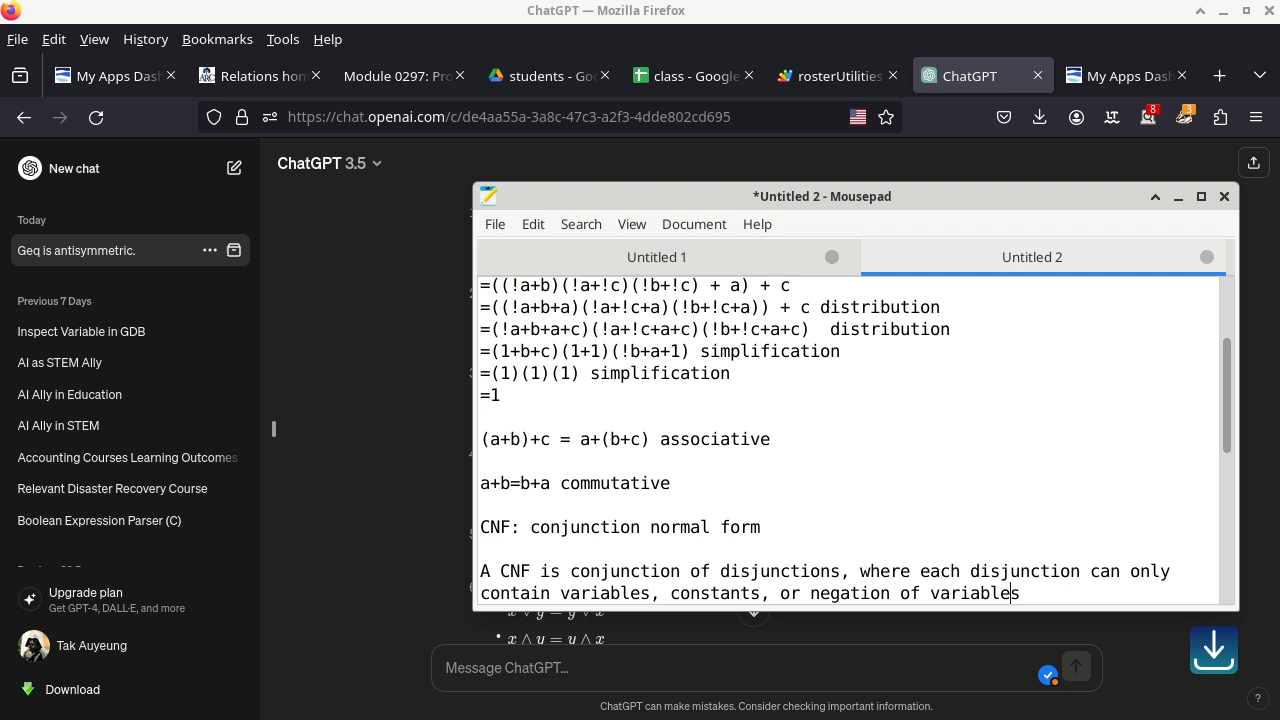 ChatGPT — Mozilla Firefox
File Edit View History Bookmarks Tools Help
My Apps Dash Relations hom Module 0297: Pro students - Goo class - Google rosterUtilities ChatGPT My Apps Dash
https://chat.openai.com/c/de4aa55a-3a8c-47c3-a2f3-4dde802cd695
8 3
New chat
ChatGPT 3.5
Today
Geq is antisymmetric.
Previous 7 Days
Inspect Variable in GDB
AI as STEM Ally
AI Ally in Education
AI Ally in STEM
Accounting Courses Learning Outcomes
Relevant Disaster Recovery Course
Boolean Expression Parser (C)
Upgrade plan
Get GPT-4, DALL·E, and more
Tak Auyeung
Download
*Untitled 2 - Mousepad
File Edit Search View Document Help
Untitled 1 Untitled 2
=((!a+b)(!a+!c)(!b+!c) + a) + c
=((!a+b+a)(!a+!c+a)(!b+!c+a)) + c distribution
=(!a+b+a+c)(!a+!c+a+c)(!b+!c+a+c)  distribution
=(1+b+c)(1+1)(!b+a+1) simplification
=(1)(1)(1) simplification
=1
(a+b)+c = a+(b+c) associative
a+b=b+a commutative
CNF: conjunction normal form
A CNF is conjunction of disjunctions, where each disjunction can only
contain variables, constants, or negation of variables
x ∨ y = y ∨ x
• x ∧ y = y ∧ x
Message ChatGPT...
ChatGPT can make mistakes. Consider checking important information.
?